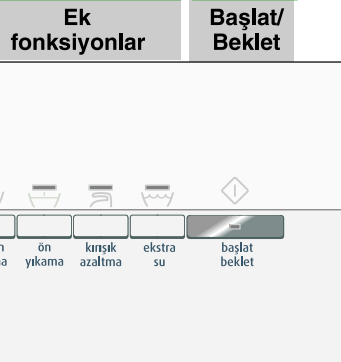 Ek
fonksiyonlar
Başlat/
Beklet
ön
yıkama
kırışık
azaltma
ekstra
su
başlat
beklet